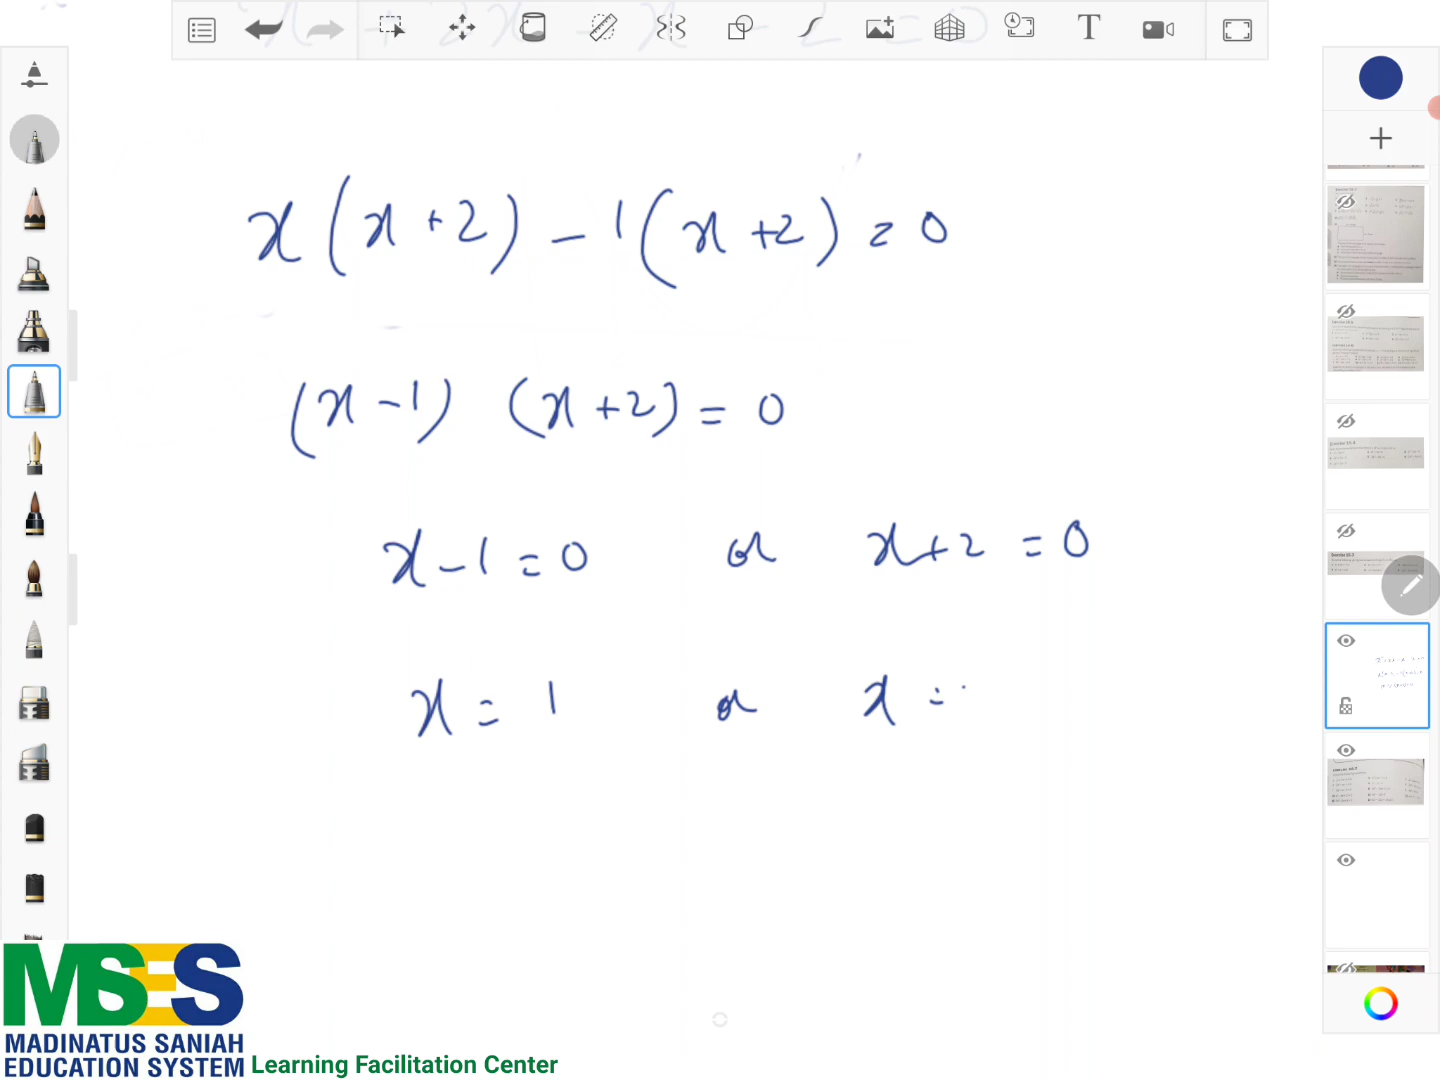 x(x+2) - 1(x+2) = 0
(x-1) (x+2) = 0
x-1=0 or x+2=0
x=1 or x=
T
MSES
MADINATUS SANIAH
EDUCATION SYSTEM Learning Facilitation Center